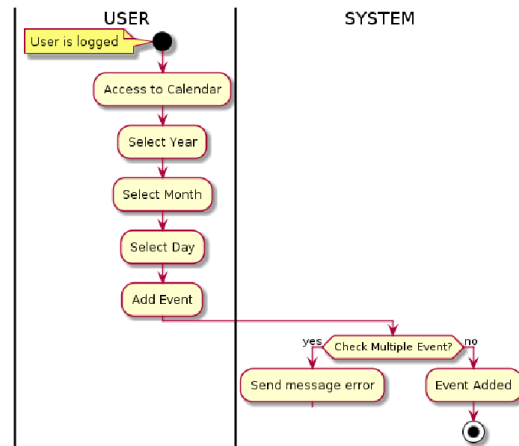 USER
SYSTEM
User is logged
Access to Calendar
Select Year
Select Month
Select Day
Add Event
yes
Check Multiple Event?
no
Send message error
Event Added